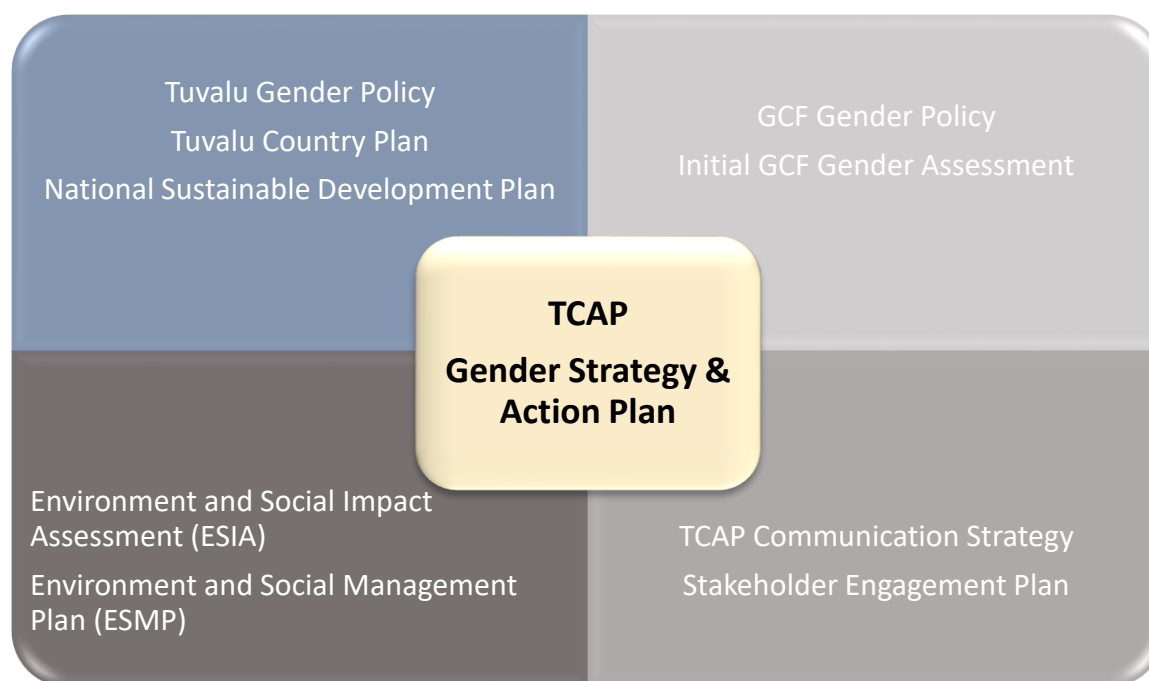 Tuvalu Gender Policy
Tuvalu Country Plan
National Sustainable Development Plan
GCF Gender Policy
Initial GCF Gender Assessment
TCAP
Gender Strategy &
Action Plan
Environment and Social Impact
Assessment (ESIA)
Environment and Social Management
Plan (ESMP)
TCAP Communication Strategy
Stakeholder Engagement Plan